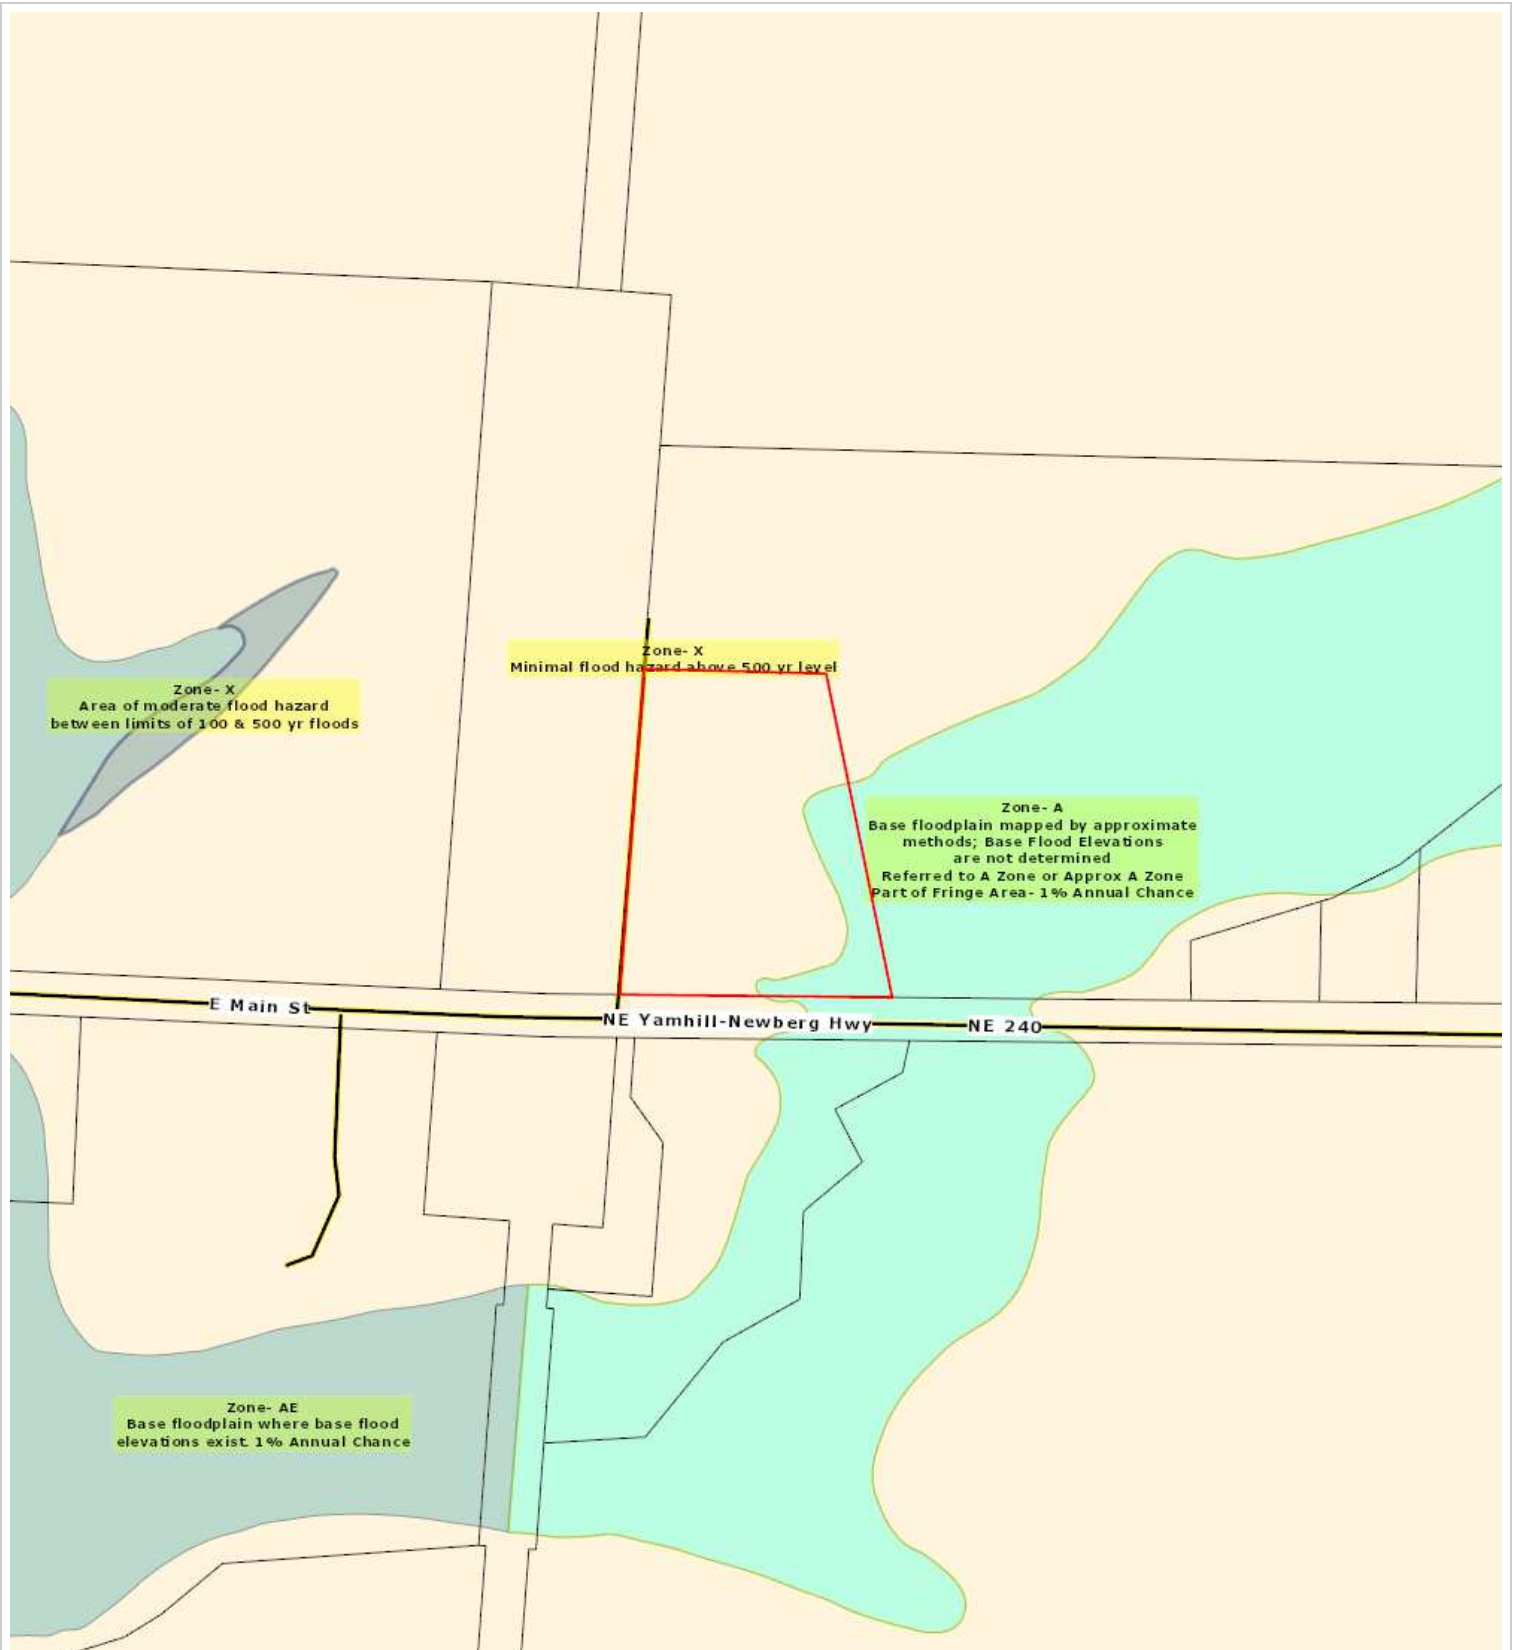 Zone- X
Minimal flood hazard above 500 yr level
Zone- X
Area of moderate flood hazard
between limits of 100 & 500 yr floods
Zone- A
Base floodplain mapped by approximate
methods; Base Flood Elevations
are not determined
Referred to A Zone or Approx A Zone
Part of Fringe Area- 1% Annual Chance
E Main St
NE Yamhill-Newberg Hwy
NE 240
Zone- AE
Base floodplain where base flood
elevations exist. 1% Annual Chance